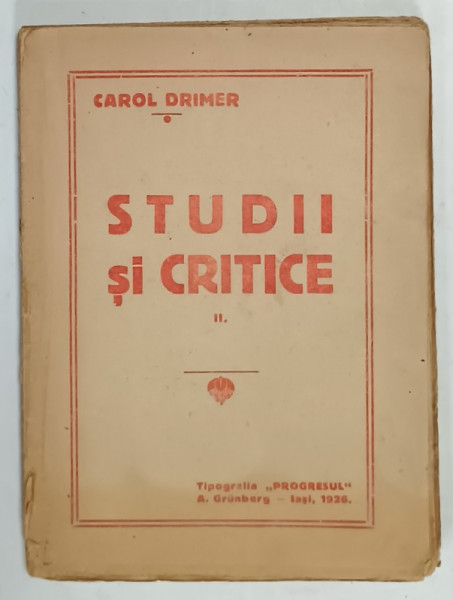 CAROL DRIMER
STUDII
și CRITICE
II.
Tipografia „PROGRESUL“
A. Grünberg – Iași, 1926.